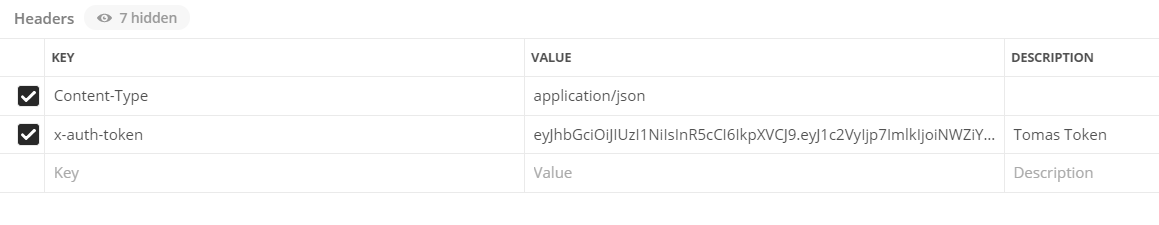 Headers 7 hidden
KEY VALUE DESCRIPTION
Content-Type application/json
x-auth-token eyJhbGciOiJIUzI1NiIsInR5cCI6IkpXVCJ9.eyJ1c2VyIjp7ImlkIjoiNWZiY... Tomas Token
Key Value Description